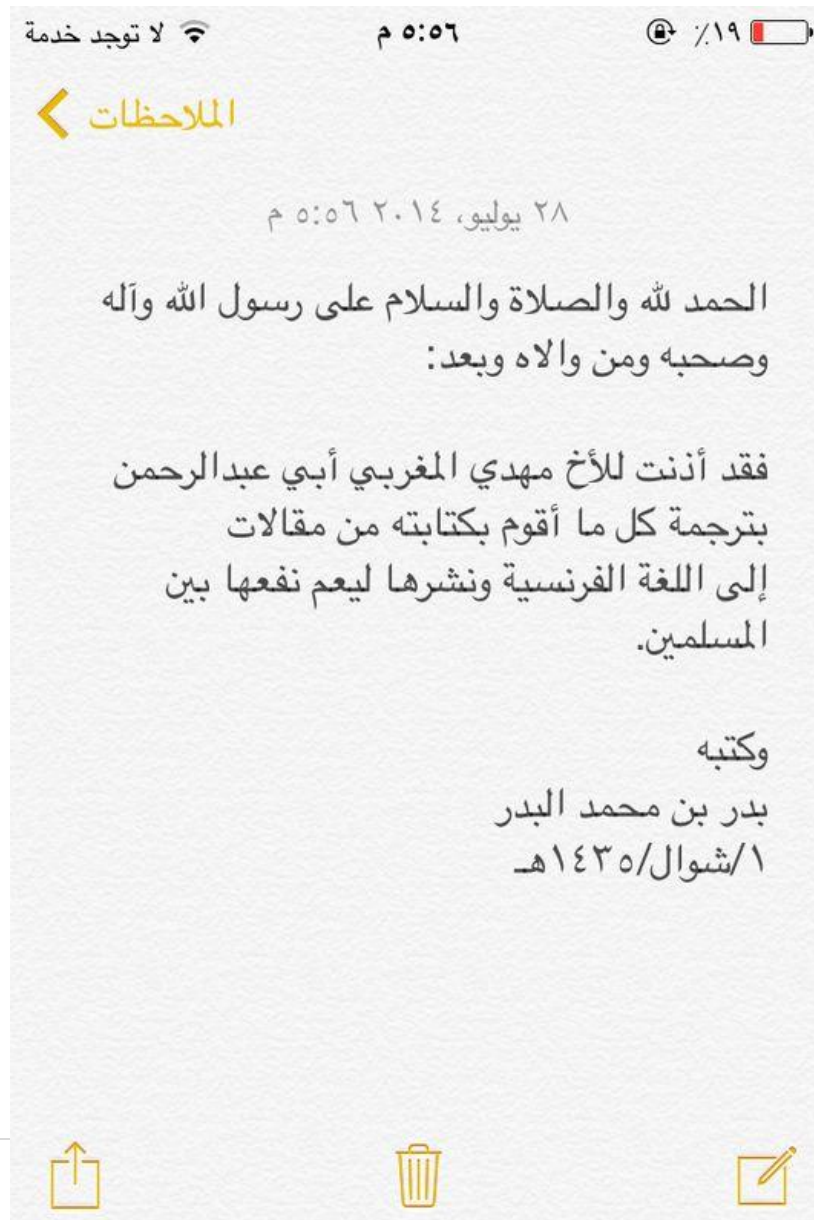 لا توجد خدمة ٥:٥٦ م ١٩٪
الملاحظات
٢٨ يوليو، ٢٠١٤ ٥:٥٦ م
الحمد لله والصلاة والسلام على رسول الله وآله
وصحبه ومن والاه وبعد:
فقد أذنت للأخ مهدي المغربي أبي عبدالرحمن
بترجمة كل ما أقوم بكتابته من مقالات
إلى اللغة الفرنسية ونشرها ليعم نفعها بين
المسلمين.
وكتبه
بدر بن محمد البدر
١/شوال/١٤٣٥هـ